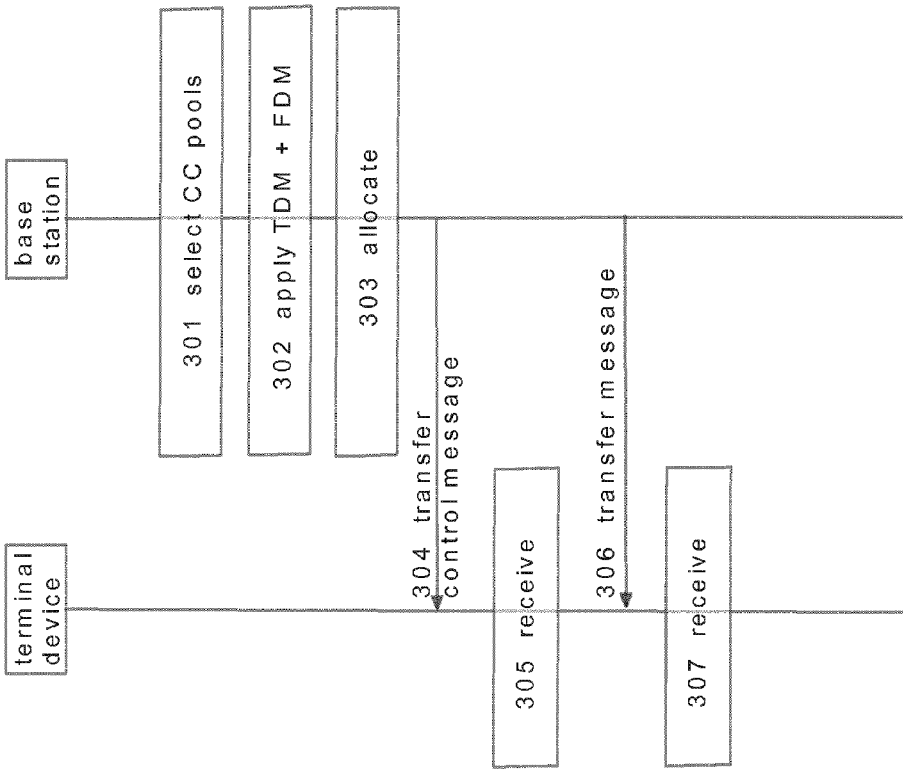 base
station
terminal
device
301 select CC pools
302 apply TDM + FDM
303 allocate
304 transfer
control message
305 receive
306 transfer message
307 receive